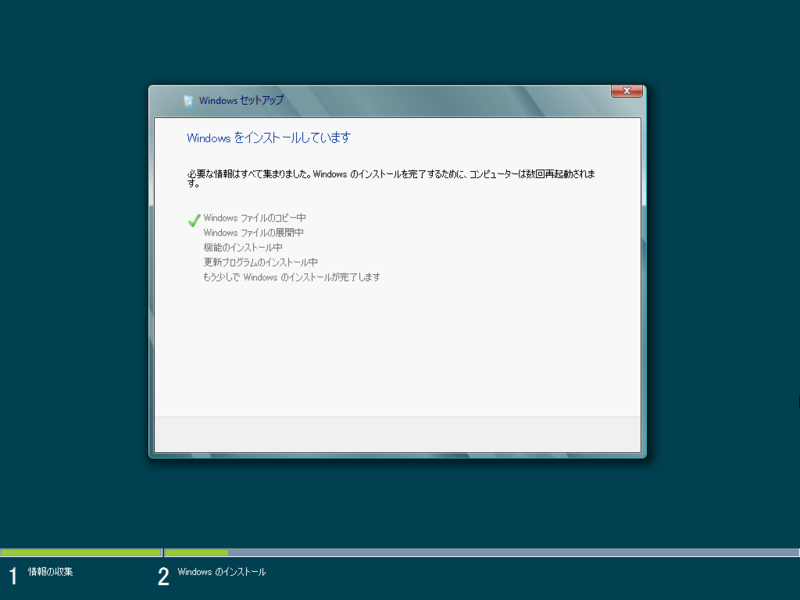 Windows セットアップ
Windows をインストールしています
必要な情報はすべて集まりました。Windows のインストールを完了するために、コンピューターは数回再起動されま
す。
Windows ファイルのコピー中
Windows ファイルの展開中
機能のインストール中
更新プログラムのインストール中
もう少しで Windows のインストールが完了します
1 情報の収集
2 Windows のインストール